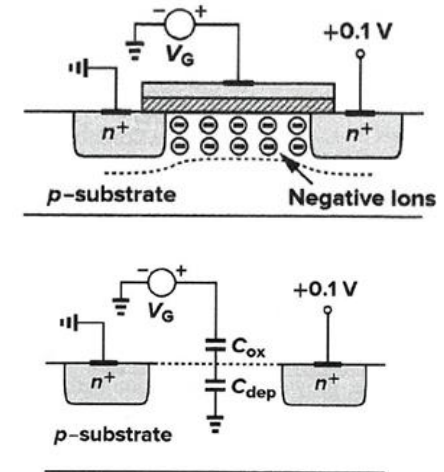 − +
V_G
+0.1 V
n+ n+
p−substrate Negative Ions
− +
V_G
+0.1 V
C_ox
n+ C_dep n+
p−substrate